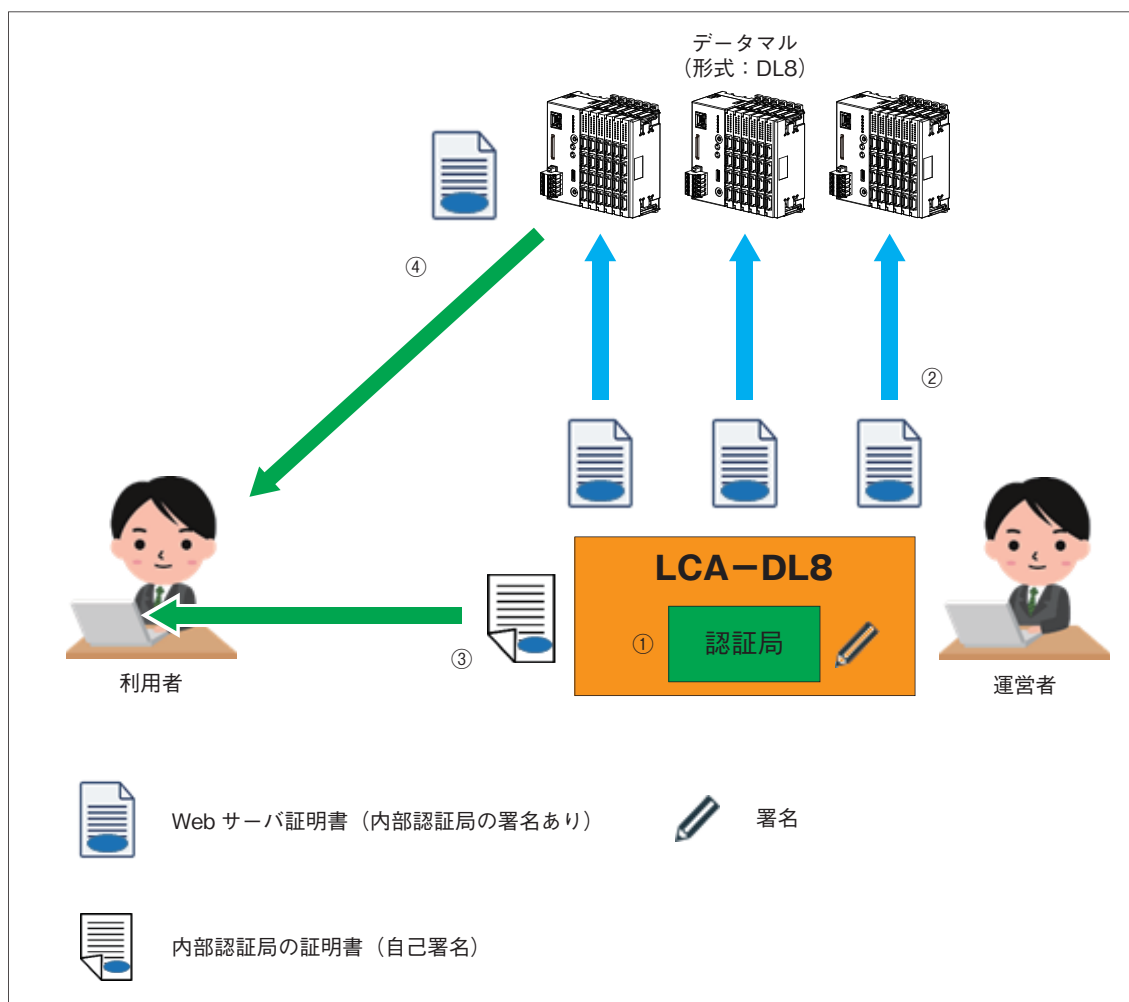 データマル
(形式：DL8)
④
②
LCA－DL8
① 認証局
③
利用者
運営者
Web サーバ証明書（内部認証局の署名あり）
署名
内部認証局の証明書（自己署名）